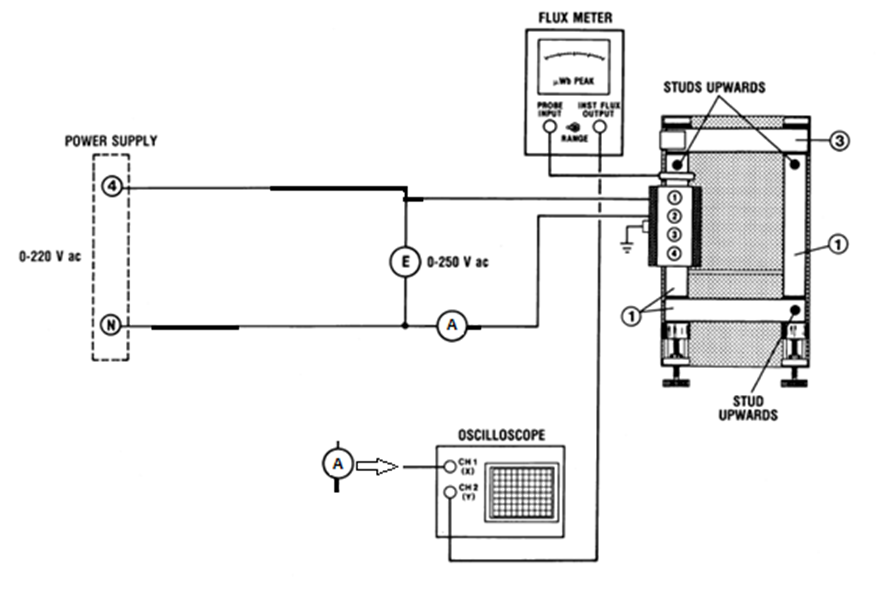 FLUX METER
µWb PEAK
PROBE INPUT
INST FLUX OUTPUT
RANGE
STUDS UPWARDS
3
POWER SUPPLY
4
0-220 V ac
N
E
0-250 V ac
A
1
2
3
4
1
1
STUD
UPWARDS
OSCILLOSCOPE
A
CH 1
(X)
CH 2
(Y)